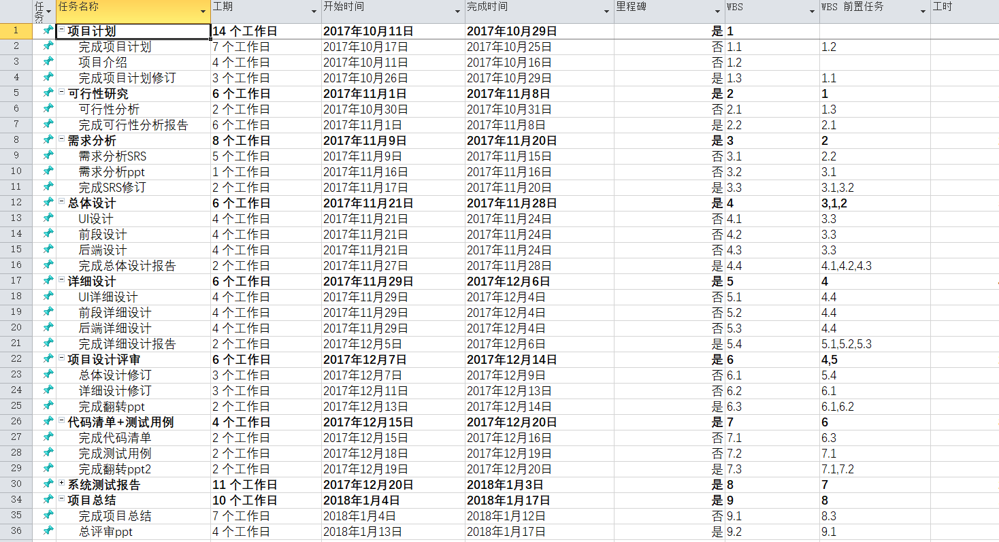 任务 任务名称 工期 开始时间 完成时间 里程碑 WBS WBS 前置任务 工时
1 项目计划 14 个工作日 2017年10月11日 2017年10月29日 是 1
2 完成项目计划 7 个工作日 2017年10月17日 2017年10月25日 否 1.1 1.2
3 项目介绍 4 个工作日 2017年10月11日 2017年10月16日 否 1.2
4 完成项目计划修订 3 个工作日 2017年10月26日 2017年10月29日 是 1.3 1.1
5 可行性研究 6 个工作日 2017年11月1日 2017年11月8日 是 2 1
6 可行性分析 2 个工作日 2017年10月30日 2017年10月31日 否 2.1 1.3
7 完成可行性分析报告 6 个工作日 2017年11月1日 2017年11月8日 是 2.2 2.1
8 需求分析 8 个工作日 2017年11月9日 2017年11月20日 是 3 2
9 需求分析SRS 5 个工作日 2017年11月9日 2017年11月15日 否 3.1 2.2
10 需求分析ppt 1 个工作日 2017年11月16日 2017年11月16日 否 3.2 3.1
11 完成SRS修订 2 个工作日 2017年11月17日 2017年11月20日 是 3.3 3.1,3.2
12 总体设计 6 个工作日 2017年11月21日 2017年11月28日 是 4 3,1,2
13 UI设计 4 个工作日 2017年11月21日 2017年11月24日 否 4.1 3.3
14 前段设计 4 个工作日 2017年11月21日 2017年11月24日 否 4.2 3.3
15 后端设计 4 个工作日 2017年11月21日 2017年11月24日 否 4.3 3.3
16 完成总体设计报告 2 个工作日 2017年11月27日 2017年11月28日 是 4.4 4.1,4.2,4.3
17 详细设计 6 个工作日 2017年11月29日 2017年12月6日 是 5 4
18 UI详细设计 4 个工作日 2017年11月29日 2017年12月4日 否 5.1 4.4
19 前段详细设计 4 个工作日 2017年11月29日 2017年12月4日 否 5.2 4.4
20 后端详细设计 4 个工作日 2017年11月29日 2017年12月4日 否 5.3 4.4
21 完成详细设计报告 2 个工作日 2017年12月5日 2017年12月6日 是 5.4 5.1,5.2,5.3
22 项目设计评审 6 个工作日 2017年12月7日 2017年12月14日 是 6 4,5
23 总体设计修订 3 个工作日 2017年12月7日 2017年12月9日 否 6.1 5.4
24 详细设计修订 3 个工作日 2017年12月11日 2017年12月13日 否 6.2 6.1
25 完成翻转ppt 2 个工作日 2017年12月13日 2017年12月14日 是 6.3 6.1,6.2
26 代码清单+测试用例 4 个工作日 2017年12月15日 2017年12月20日 是 7 6
27 完成代码清单 2 个工作日 2017年12月15日 2017年12月16日 否 7.1 6.3
28 完成测试用例 2 个工作日 2017年12月18日 2017年12月19日 否 7.2 7.1
29 完成翻转ppt2 2 个工作日 2017年12月19日 2017年12月20日 是 7.3 7.1,7.2
30 系统测试报告 11 个工作日 2017年12月20日 2018年1月3日 是 8 7
34 项目总结 10 个工作日 2018年1月4日 2018年1月17日 是 9 8
35 完成项目总结 7 个工作日 2018年1月4日 2018年1月12日 否 9.1 8.3
36 总评审ppt 4 个工作日 2018年1月13日 2018年1月17日 是 9.2 9.1